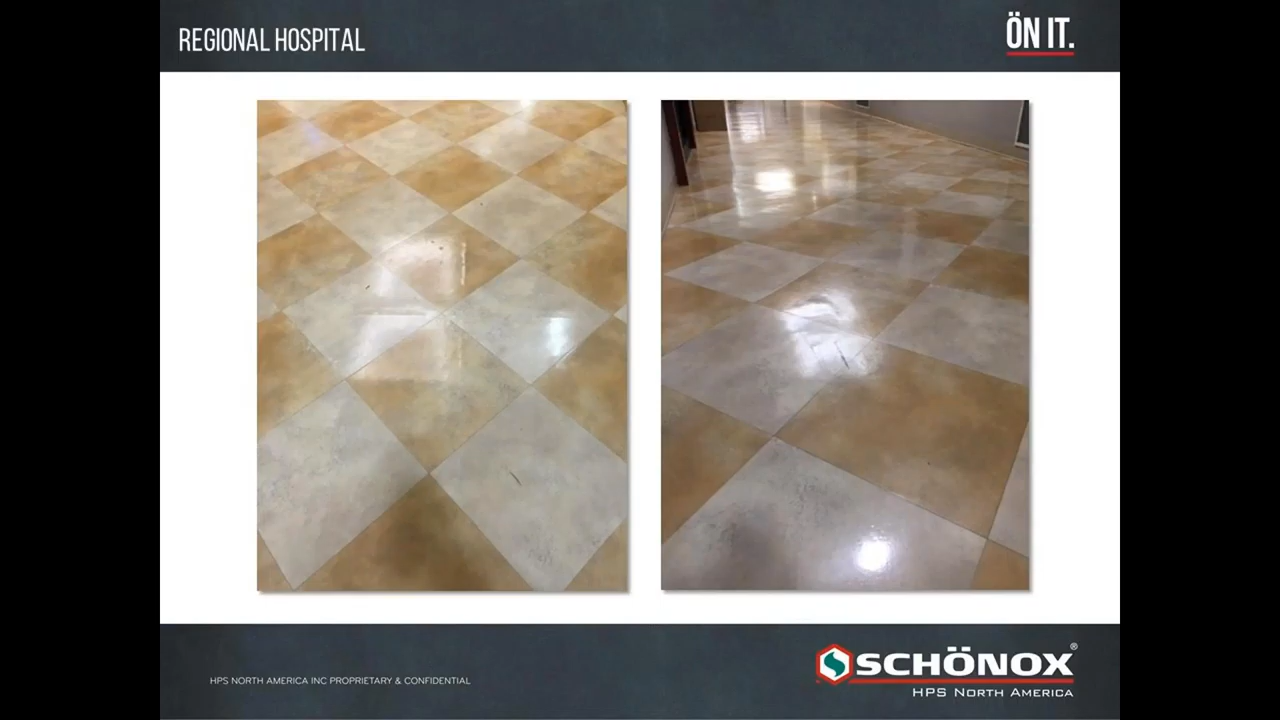 REGIONAL HOSPITAL
ÖN IT.
HPS NORTH AMERICA INC PROPRIETARY & CONFIDENTIAL
SCHÖNOX®
HPS NORTH AMERICA